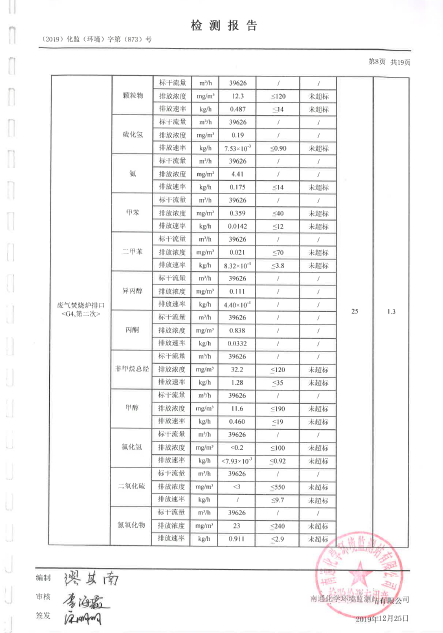 检测报告
（2019）化监（环境）字第（873）号
第8页 共19页
废气焚烧炉排口
<G4,第二次>
25
1.3
颗粒物
标干流量 m³/h 39626 / /
排放浓度 mg/m³ 12.3 ≤120 未超标
排放速率 kg/h 0.487 ≤14 未超标
硫化氢
标干流量 m³/h 39626 / /
排放浓度 mg/m³ 0.19 / /
排放速率 kg/h 7.53×10⁻³ ≤0.90 未超标
氨
标干流量 m³/h 39626 / /
排放浓度 mg/m³ 4.41 / /
排放速率 kg/h 0.175 ≤14 未超标
甲苯
标干流量 m³/h 39626 / /
排放浓度 mg/m³ 0.359 ≤40 未超标
排放速率 kg/h 0.0142 ≤12 未超标
二甲苯
标干流量 m³/h 39626 / /
排放浓度 mg/m³ 0.021 ≤70 未超标
排放速率 kg/h 8.32×10⁻⁴ ≤3.8 未超标
异丙醇
标干流量 m³/h 39626 / /
排放浓度 mg/m³ 0.111 / /
排放速率 kg/h 4.40×10⁻³ / /
丙酮
标干流量 m³/h 39626 / /
排放浓度 mg/m³ 0.838 / /
排放速率 kg/h 0.0332 / /
非甲烷总烃
标干流量 m³/h 39626 / /
排放浓度 mg/m³ 32.2 ≤120 未超标
排放速率 kg/h 1.28 ≤35 未超标
甲醇
标干流量 m³/h 39626 / /
排放浓度 mg/m³ 11.6 ≤190 未超标
排放速率 kg/h 0.460 ≤19 未超标
氯化氢
标干流量 m³/h 39626 / /
排放浓度 mg/m³ <0.2 ≤100 未超标
排放速率 kg/h <7.93×10⁻³ ≤0.92 未超标
二氧化硫
标干流量 m³/h 39626 / /
排放浓度 mg/m³ <3 ≤550 未超标
排放速率 kg/h / ≤9.7 未超标
氮氧化物
标干流量 m³/h 39626 / /
排放浓度 mg/m³ 23 ≤240 未超标
排放速率 kg/h 0.911 ≤2.9 未超标
编制
审核
签发
南通化学环境监测站有限公司
2019年12月25日